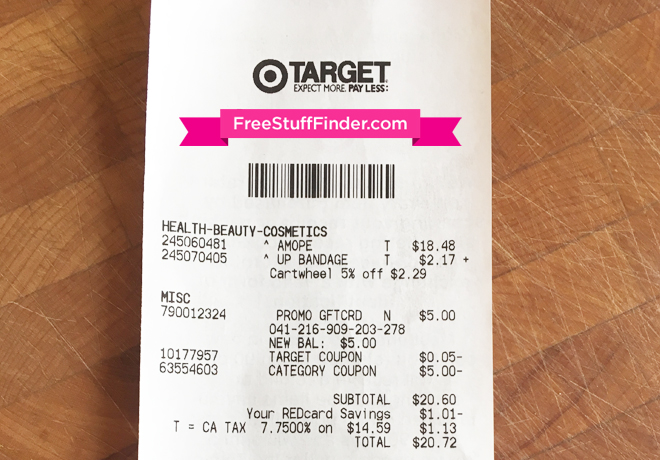 TARGET
EXPECT MORE. PAY LESS:
FreeStuffFinder.com
HEALTH-BEAUTY-COSMETICS
245060481 ^ AMOPE T $18.48
245070405 ^ UP BANDAGE T $2.17 +
Cartwheel 5% off $2.29
MISC
790012324 PROMO GFTCRD N $5.00
041-216-909-203-278
NEW BAL: $5.00
10177957 TARGET COUPON $0.05-
63554603 CATEGORY COUPON $5.00-
SUBTOTAL $20.60
Your REDcard Savings $1.01-
T = CA TAX 7.7500% on $14.59 $1.13
TOTAL $20.72